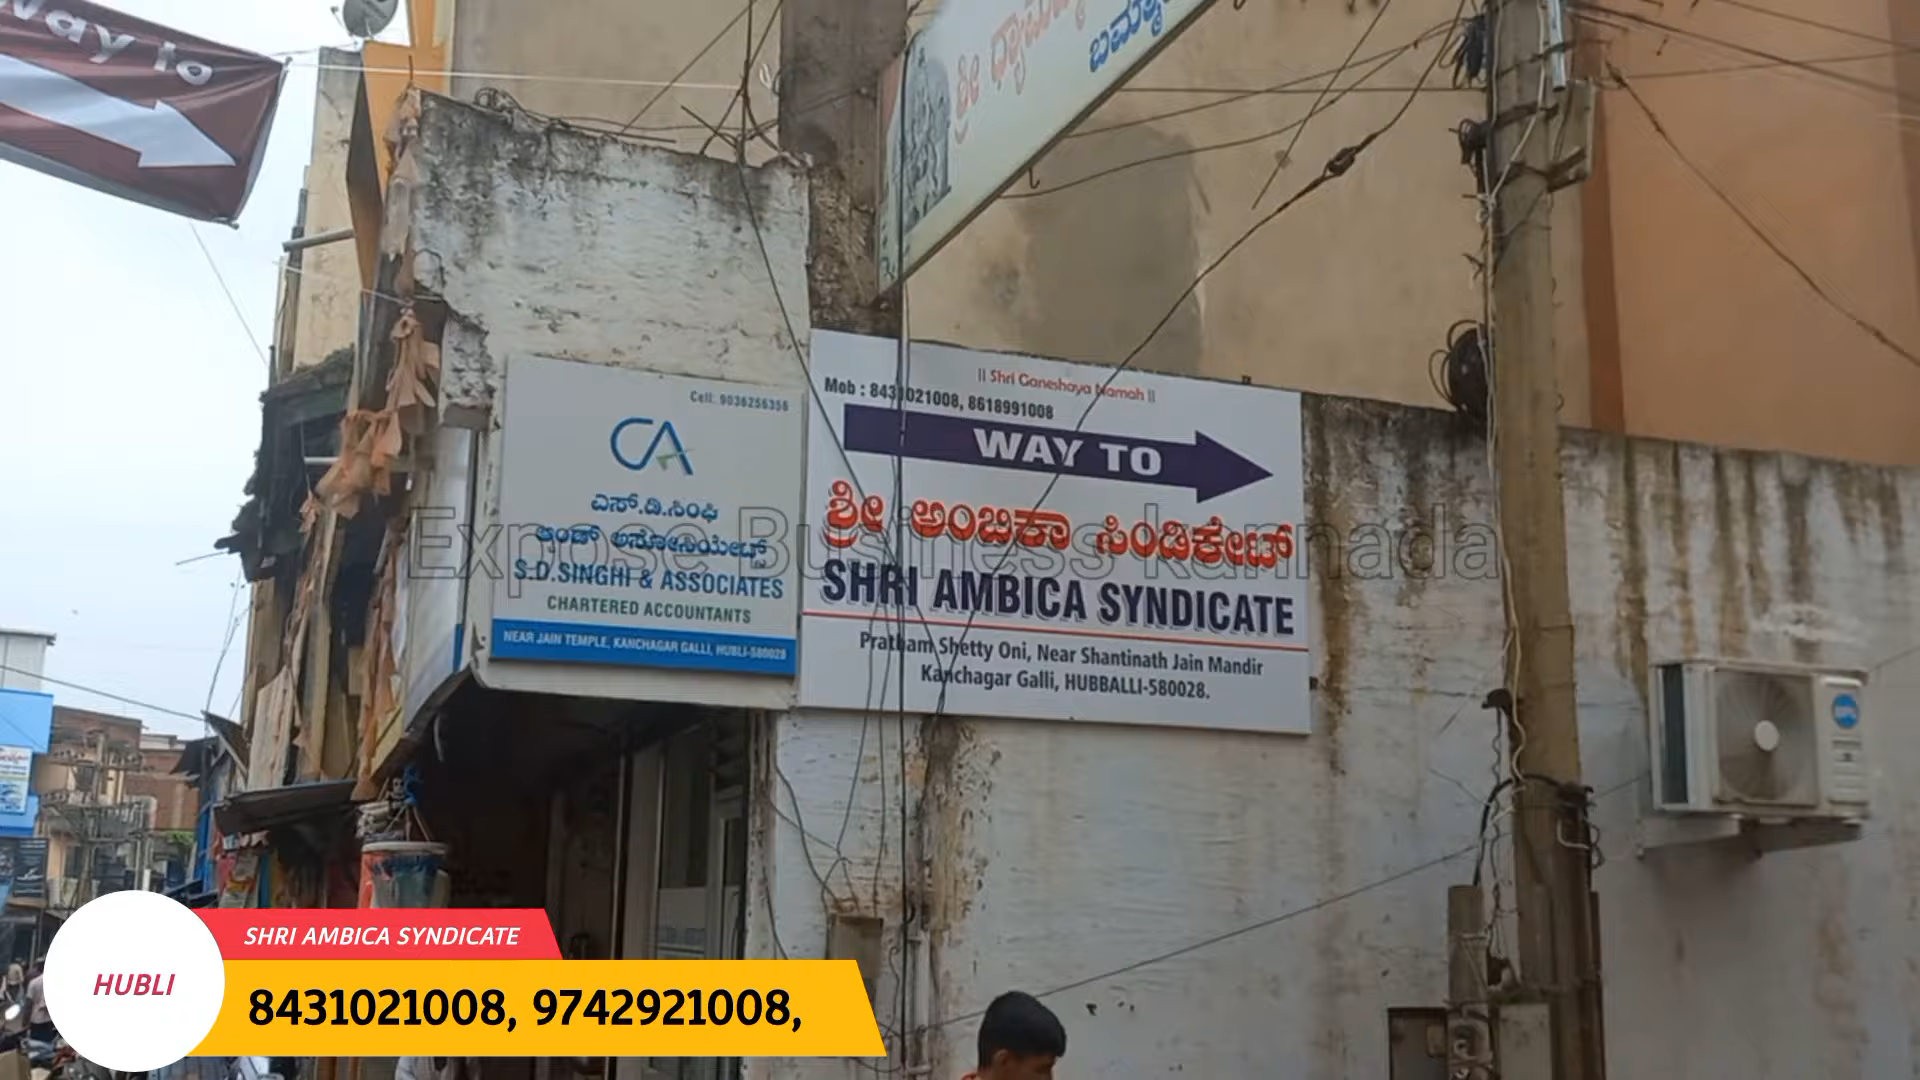 way to
ಶ್ರೀ
Cell: 9036256356
CA
ಎಸ್.ಡಿ.ಸಿಂಘಿ
ಆಂಡ್ ಅಸೋಸಿಯೇಟ್ಸ್
S.D.SINGHI & ASSOCIATES
CHARTERED ACCOUNTANTS
NEAR JAIN TEMPLE, KANCHAGAR GALLI, HUBLI-580028
|| Shri Ganeshaya Namah ||
Mob : 8431021008, 8618991008
WAY TO
ಶ್ರೀ ಅಂಬಿಕಾ ಸಿಂಡಿಕೇಟ್
SHRI AMBICA SYNDICATE
Pratham Shetty Oni, Near Shantinath Jain Mandir
Kanchagar Galli, HUBBALLI-580028.
Expose Business kannada
SHRI AMBICA SYNDICATE
HUBLI
8431021008, 9742921008,